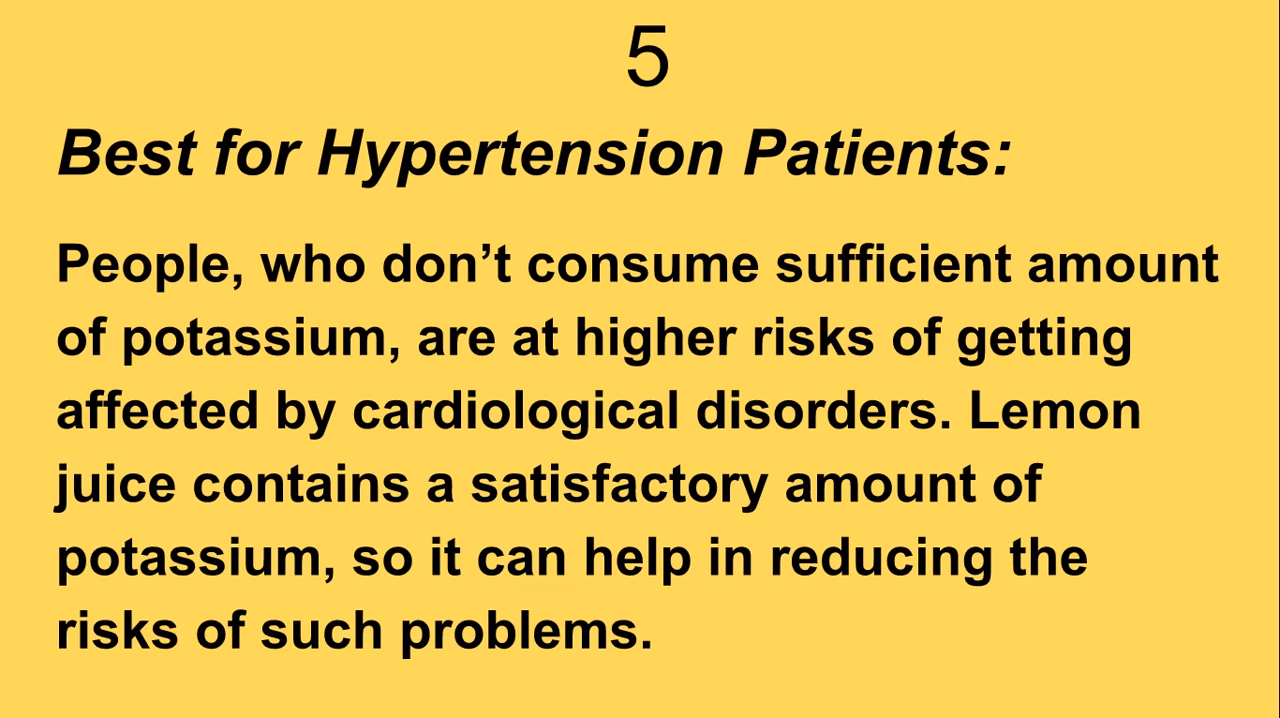 5
Best for Hypertension Patients:
People, who don’t consume sufficient amount
of potassium, are at higher risks of getting
affected by cardiological disorders. Lemon
juice contains a satisfactory amount of
potassium, so it can help in reducing the
risks of such problems.